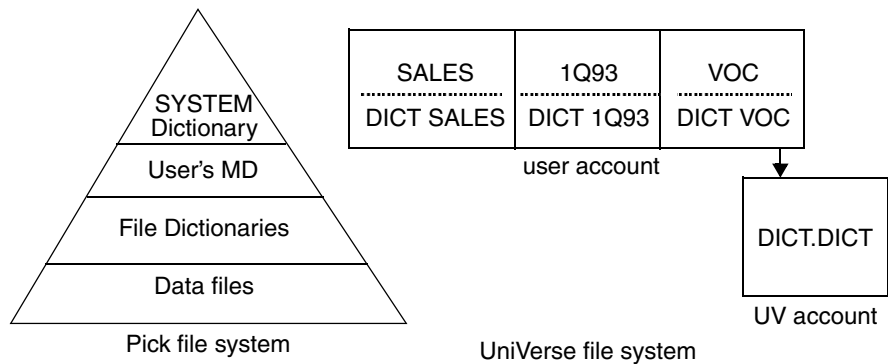 SYSTEM
Dictionary
User's MD
File Dictionaries
Data files
Pick file system
SALES
DICT SALES
1Q93
DICT 1Q93
VOC
DICT VOC
user account
DICT.DICT
UV account
UniVerse file system